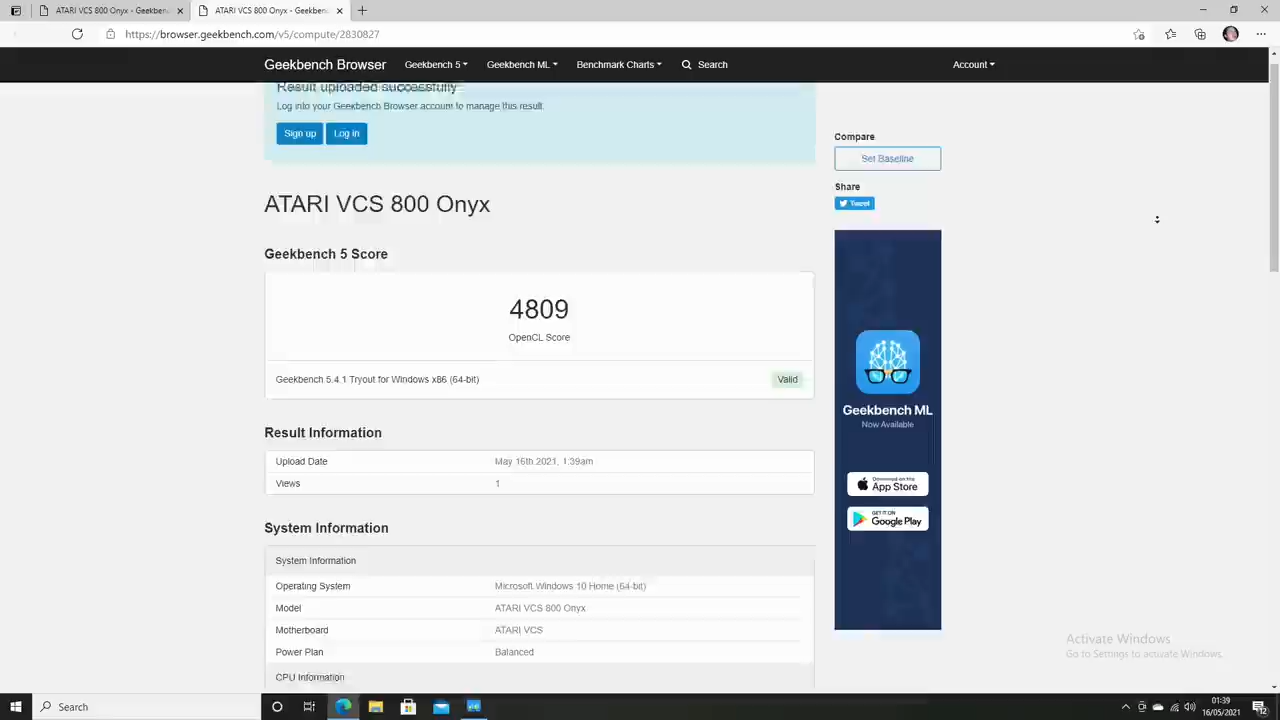 ATARI VCS 800 Onyx - Geekben
ATARI VCS 800 Onyx - Geekben
https://browser.geekbench.com/v5/compute/2830827
Geekbench Browser
Geekbench 5
Geekbench ML
Benchmark Charts
Search
Account
Result uploaded successfully
Log into your Geekbench Browser account to manage this result.
Sign up
Log in
Compare
Set Baseline
Share
Tweet
ATARI VCS 800 Onyx
Geekbench 5 Score
4809
OpenCL Score
Geekbench 5.4.1 Tryout for Windows x86 (64-bit)
Valid
Geekbench ML
Now Available
Download on the
App Store
GET IT ON
Google Play
Result Information
Upload Date May 16th 2021, 1:39am
Views 1
System Information
System Information
Operating System Microsoft Windows 10 Home (64-bit)
Model ATARI VCS 800 Onyx
Motherboard ATARI VCS
Power Plan Balanced
CPU Information
Activate Windows
Go to Settings to activate Windows.
Search
01:39
16/05/2021
12